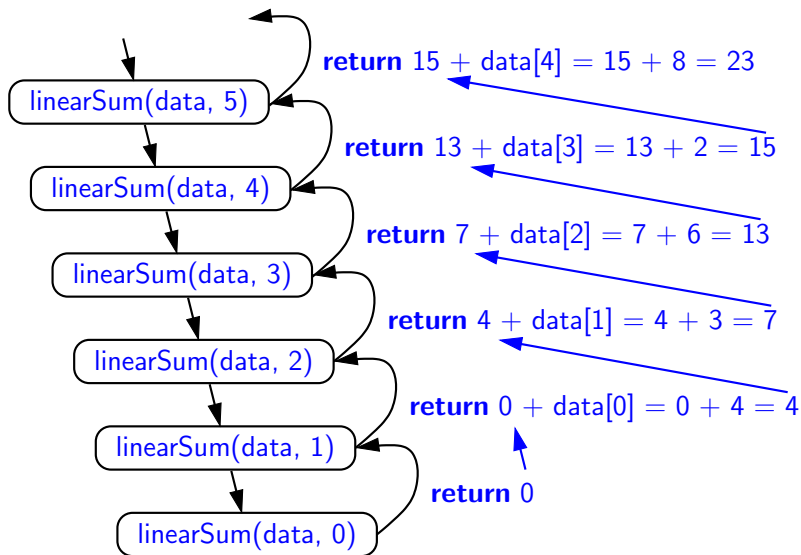 return 15 + data[4] = 15 + 8 = 23
linearSum(data, 5)
return 13 + data[3] = 13 + 2 = 15
linearSum(data, 4)
return 7 + data[2] = 7 + 6 = 13
linearSum(data, 3)
return 4 + data[1] = 4 + 3 = 7
linearSum(data, 2)
return 0 + data[0] = 0 + 4 = 4
linearSum(data, 1)
return 0
linearSum(data, 0)